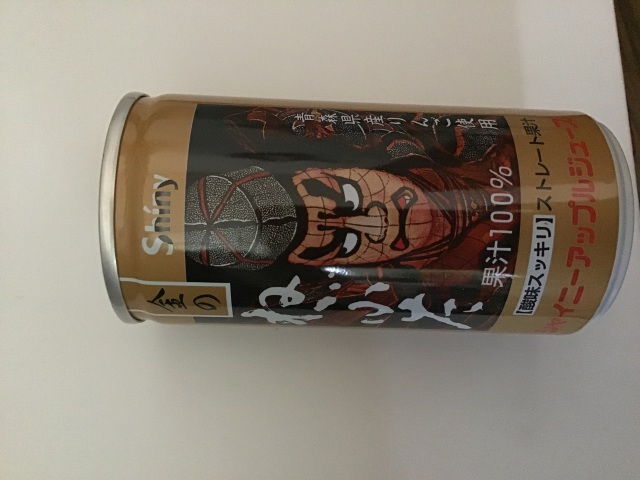 Shiny
金の
ねぶた
青森県産りんご使用
果汁100%
【酸味スッキリ】ストレート果汁
シャイニーアップルジュース